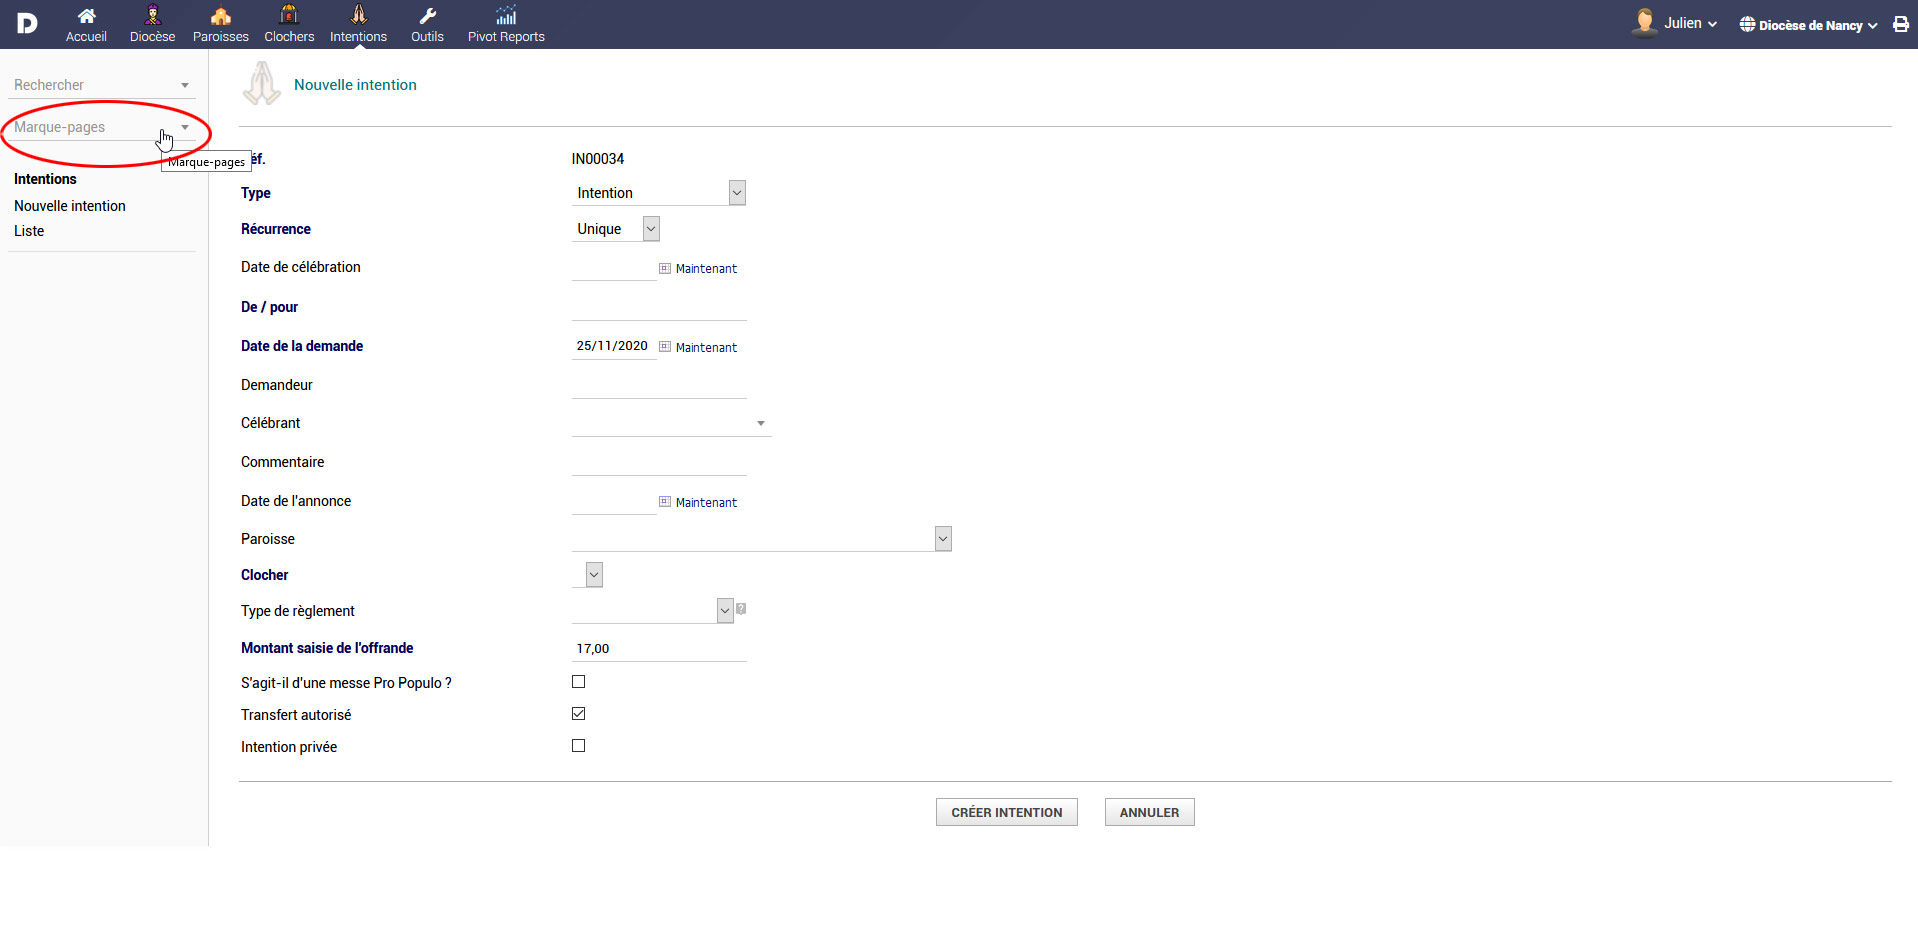 D
Accueil Diocèse Paroisses Clochers Intentions Outils Pivot Reports Julien Diocèse de Nancy
Rechercher
Marque-pages
Marque-pages
Intentions
Nouvelle intention
Liste
Nouvelle intention
éf. IN00034
Type Intention
Récurrence Unique
Date de célébration Maintenant
De / pour
Date de la demande 25/11/2020 Maintenant
Demandeur
Célébrant
Commentaire
Date de l'annonce Maintenant
Paroisse
Clocher
Type de règlement ?
Montant saisie de l'offrande 17,00
S'agit-il d'une messe Pro Populo ?
Transfert autorisé
Intention privée
CRÉER INTENTION ANNULER